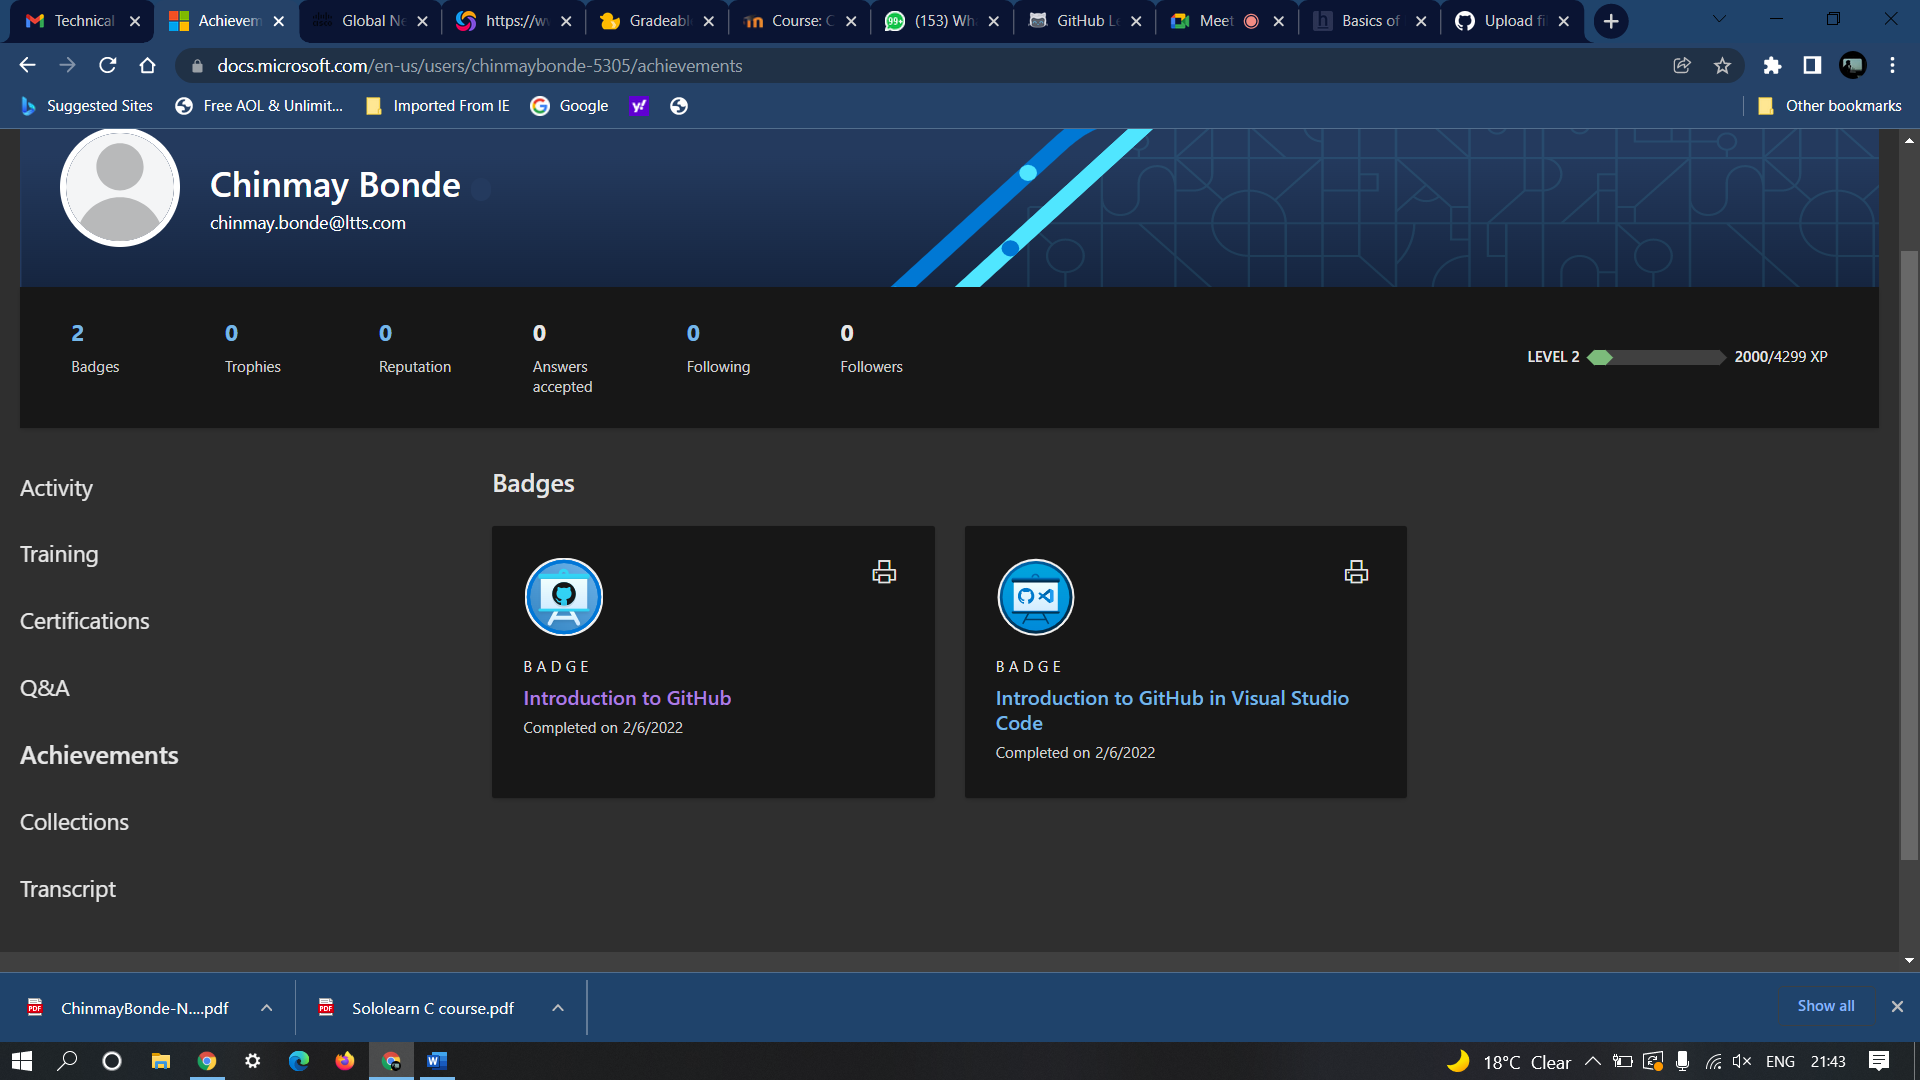 Technical
Achievem
Global Ne
https://w
Gradeabl
Course: C
(153) Wha
GitHub Le
Meet
Basics of
Upload fil
docs.microsoft.com/en-us/users/chinmaybonde-5305/achievements
Suggested Sites
Free AOL & Unlimit...
Imported From IE
Google
Other bookmarks
Chinmay Bonde
chinmay.bonde@ltts.com
2
Badges
0
Trophies
0
Reputation
0
Answers
accepted
0
Following
0
Followers
LEVEL 2
2000/4299 XP
Activity
Training
Certifications
Q&A
Achievements
Collections
Transcript
Badges
BADGE
Introduction to GitHub
Completed on 2/6/2022
BADGE
Introduction to GitHub in Visual Studio
Code
Completed on 2/6/2022
ChinmayBonde-N....pdf
Sololearn C course.pdf
Show all
18°C Clear
ENG
21:43